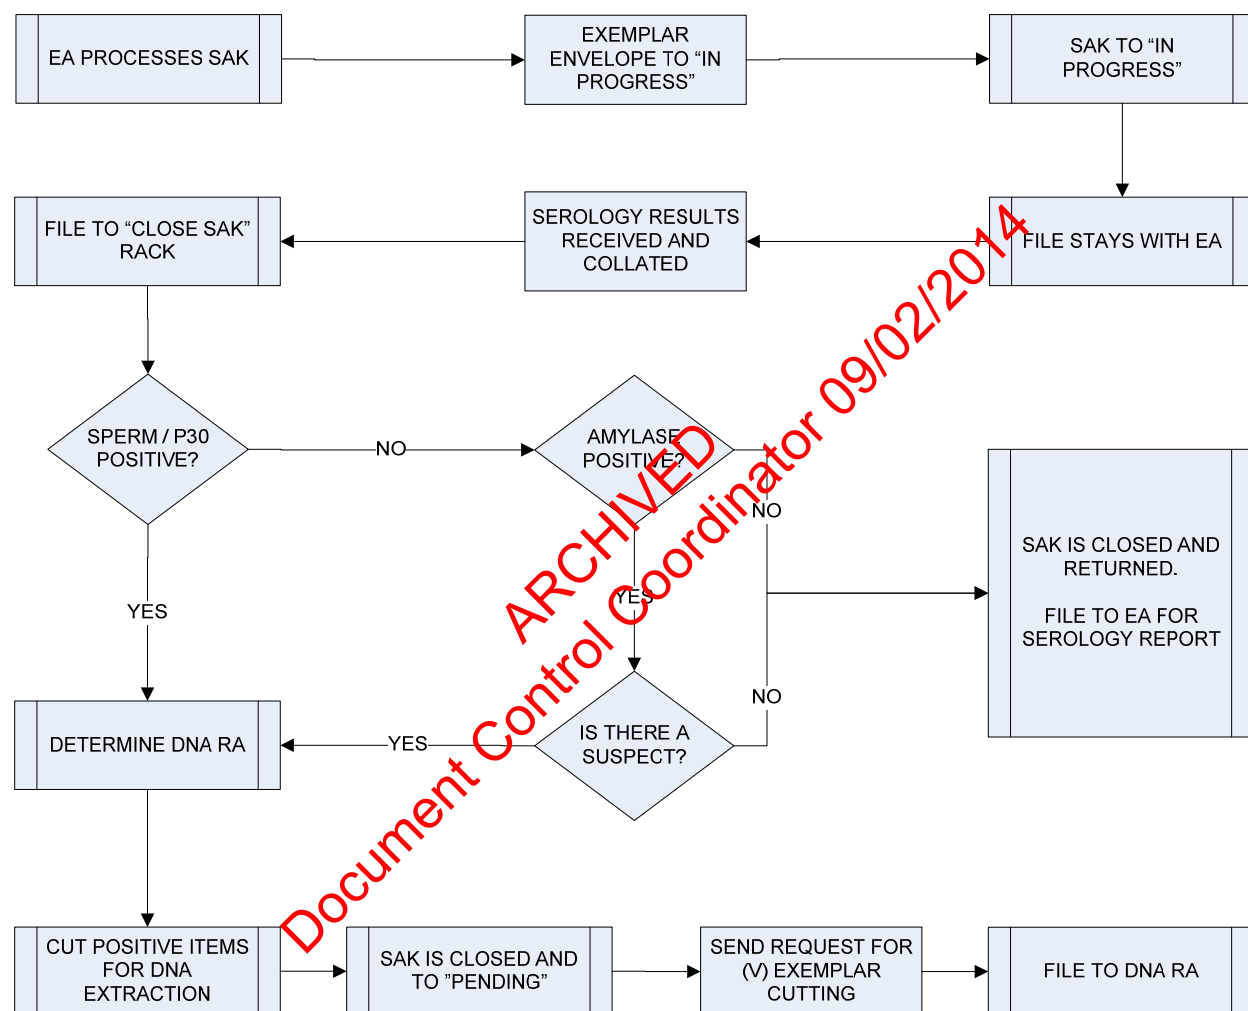 EA PROCESSES SAK
EXEMPLAR
ENVELOPE TO “IN
PROGRESS”
SAK TO “IN
PROGRESS”
FILE TO “CLOSE SAK”
RACK
SEROLOGY RESULTS
RECEIVED AND
COLLATED
FILE STAYS WITH EA
SPERM / P30
POSITIVE?
NO
AMYLASE
POSITIVE?
NO
YES
YES
SAK IS CLOSED AND
RETURNED.
FILE TO EA FOR
SEROLOGY REPORT
DETERMINE DNA RA
YES
IS THERE A
SUSPECT?
NO
CUT POSITIVE ITEMS
FOR DNA
EXTRACTION
SAK IS CLOSED AND
TO ”PENDING”
SEND REQUEST FOR
(V) EXEMPLAR
CUTTING
FILE TO DNA RA
ARCHIVED
Document Control Coordinator 09/02/2014